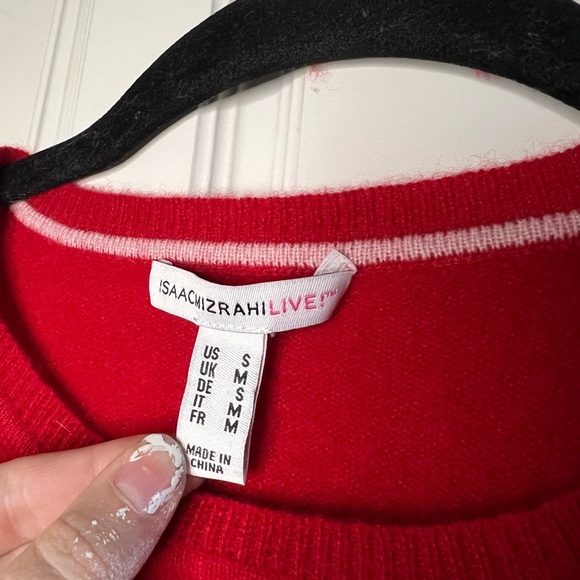 ISAACMIZRAHILIVE!™
US S
UK M
DE S
IT M
FR M
MADE IN
CHINA